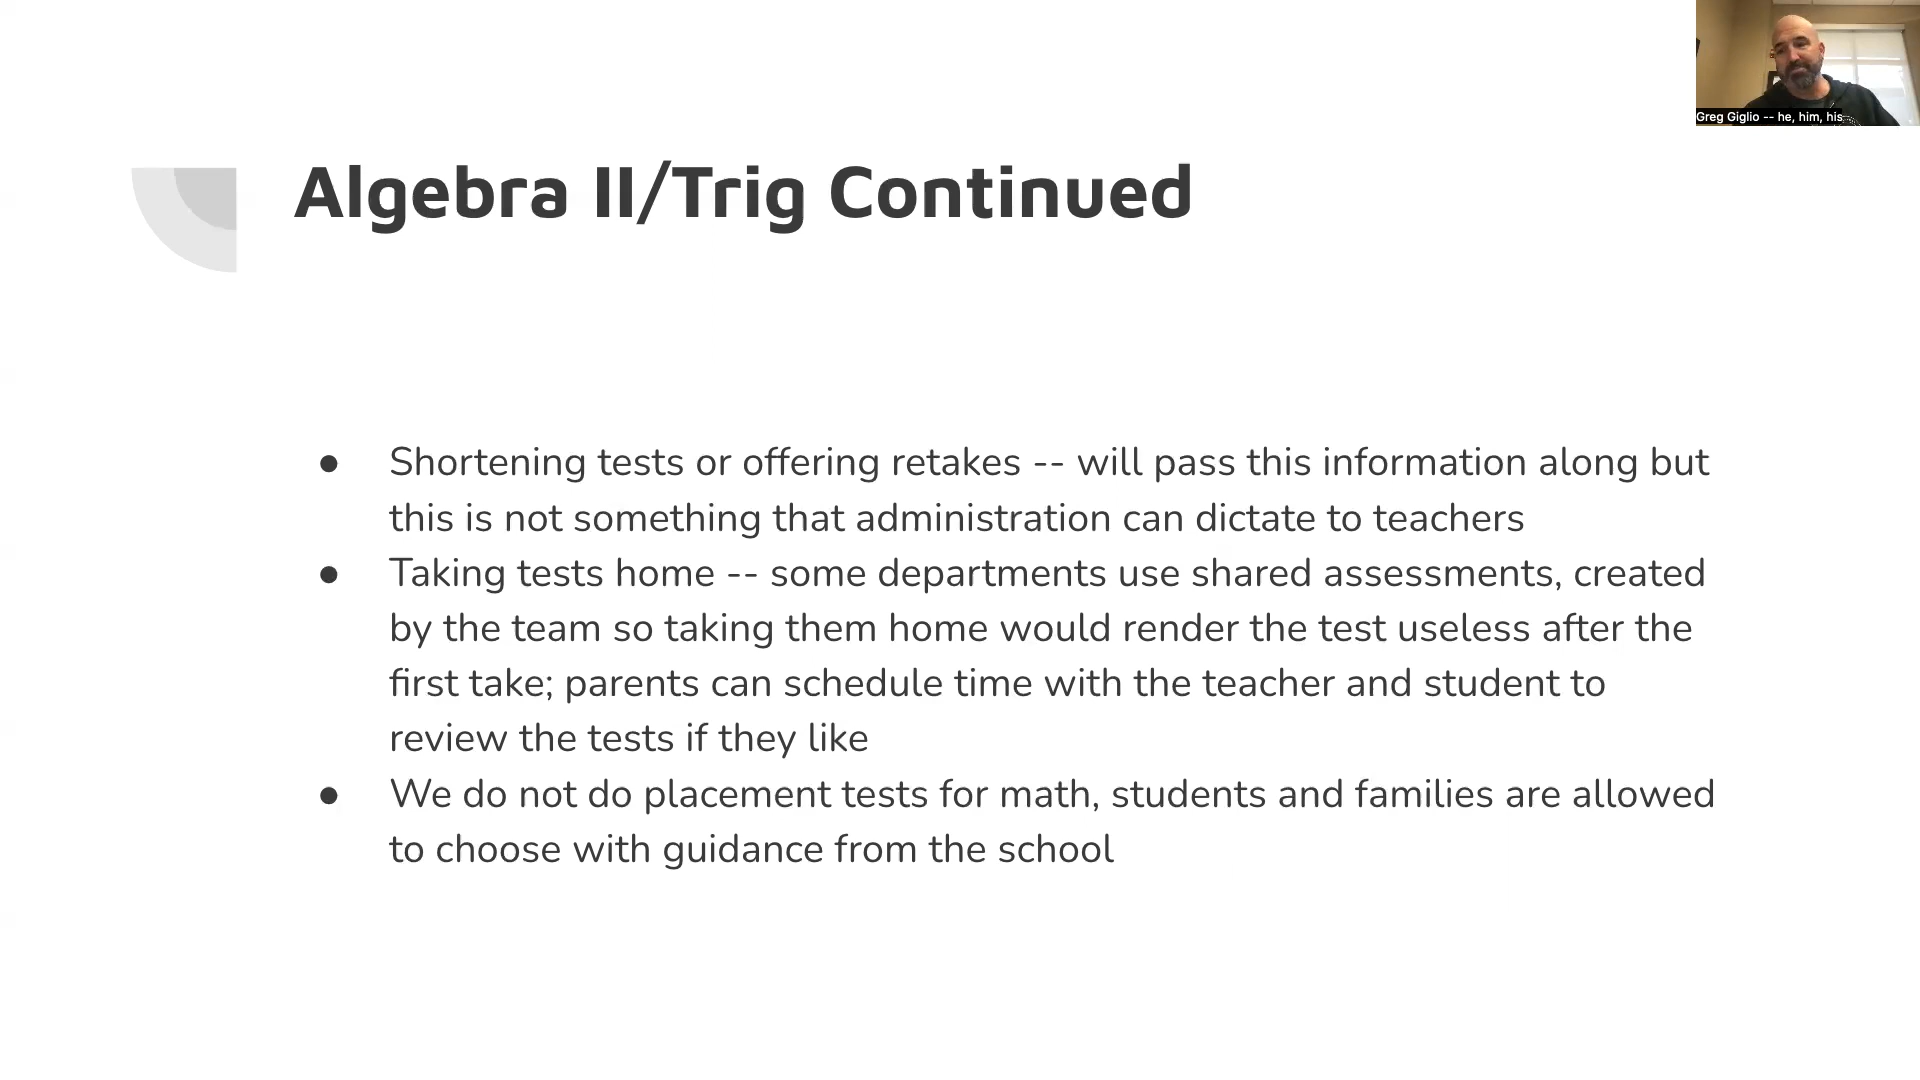 Greg Giglio -- he, him, his
Algebra II/Trig Continued
● Shortening tests or offering retakes -- will pass this information along but
this is not something that administration can dictate to teachers
● Taking tests home -- some departments use shared assessments, created
by the team so taking them home would render the test useless after the
first take; parents can schedule time with the teacher and student to
review the tests if they like
● We do not do placement tests for math, students and families are allowed
to choose with guidance from the school